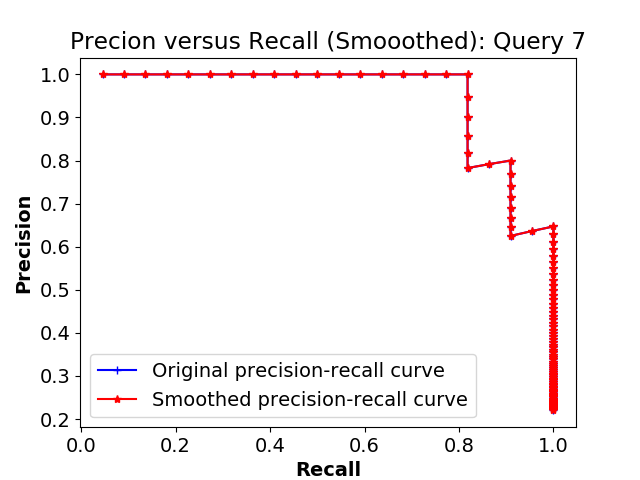 Precion versus Recall (Smooothed): Query 7
1.0
0.9
0.8
0.7
0.6
0.5
0.4
0.3
0.2
Precision
Original precision-recall curve
Smoothed precision-recall curve
0.0 0.2 0.4 0.6 0.8 1.0
Recall